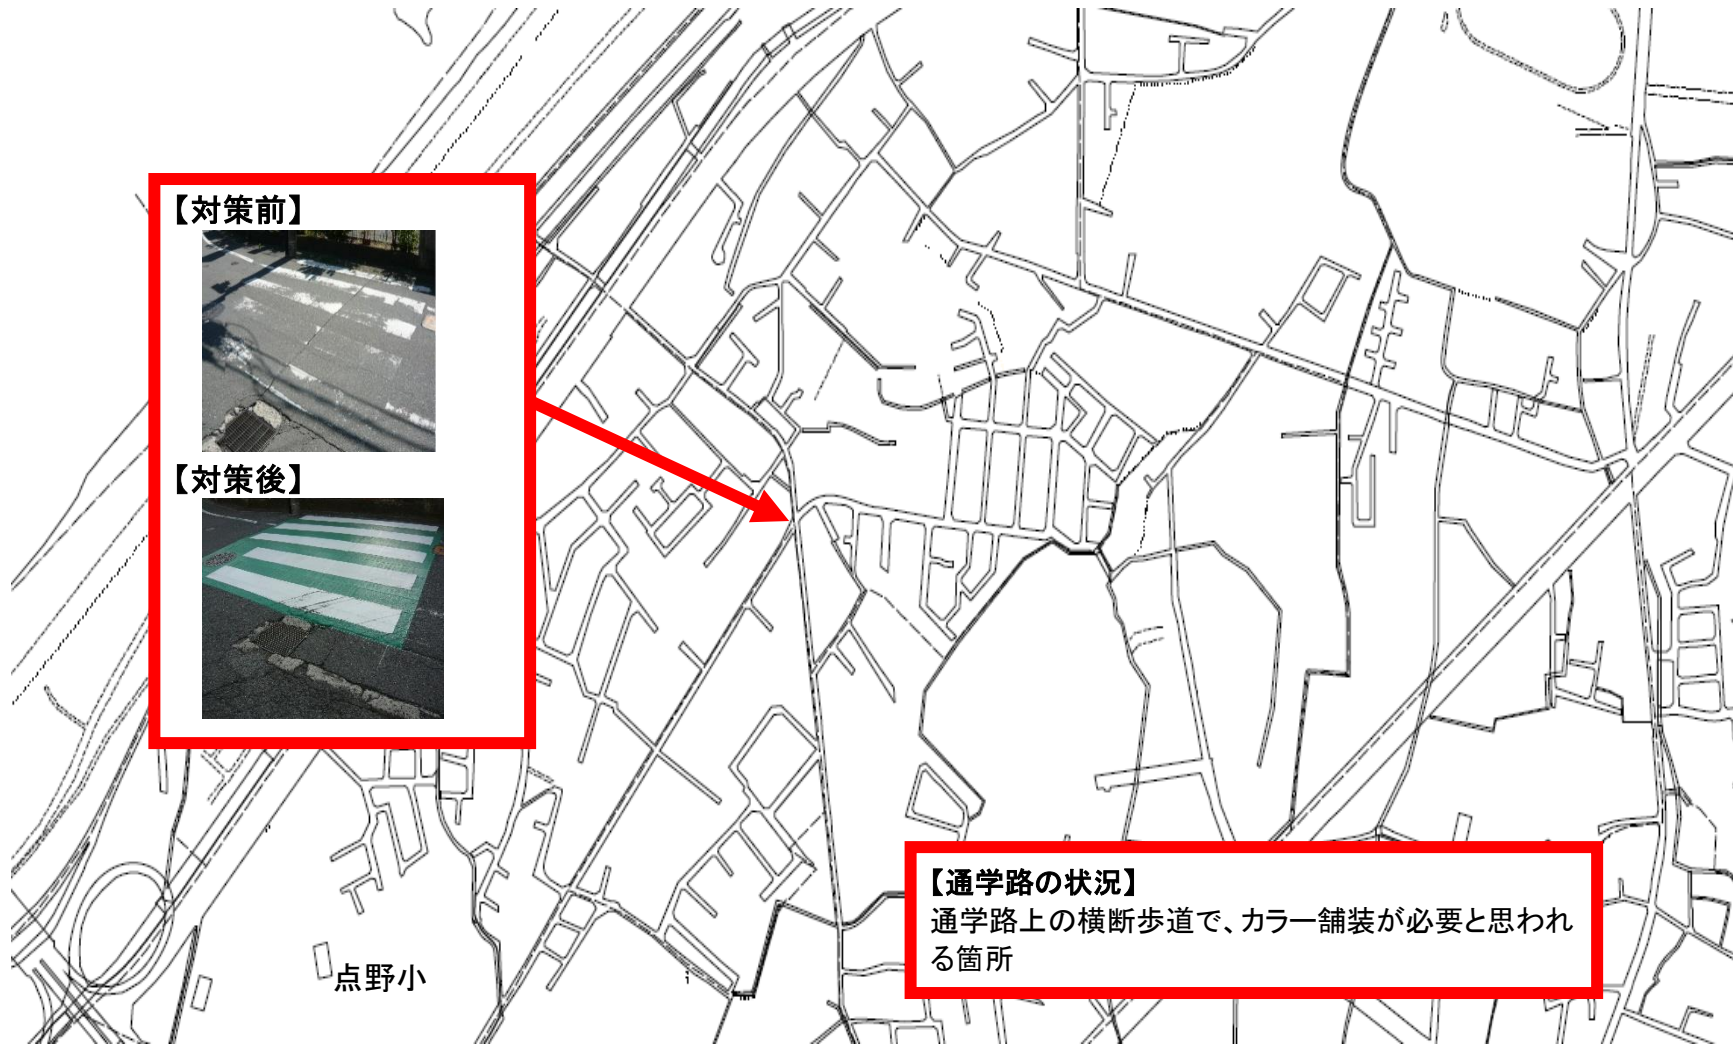 【対策前】
【対策後】
【通学路の状況】
通学路上の横断歩道で、カラー舗装が必要と思われ
る箇所
点野小